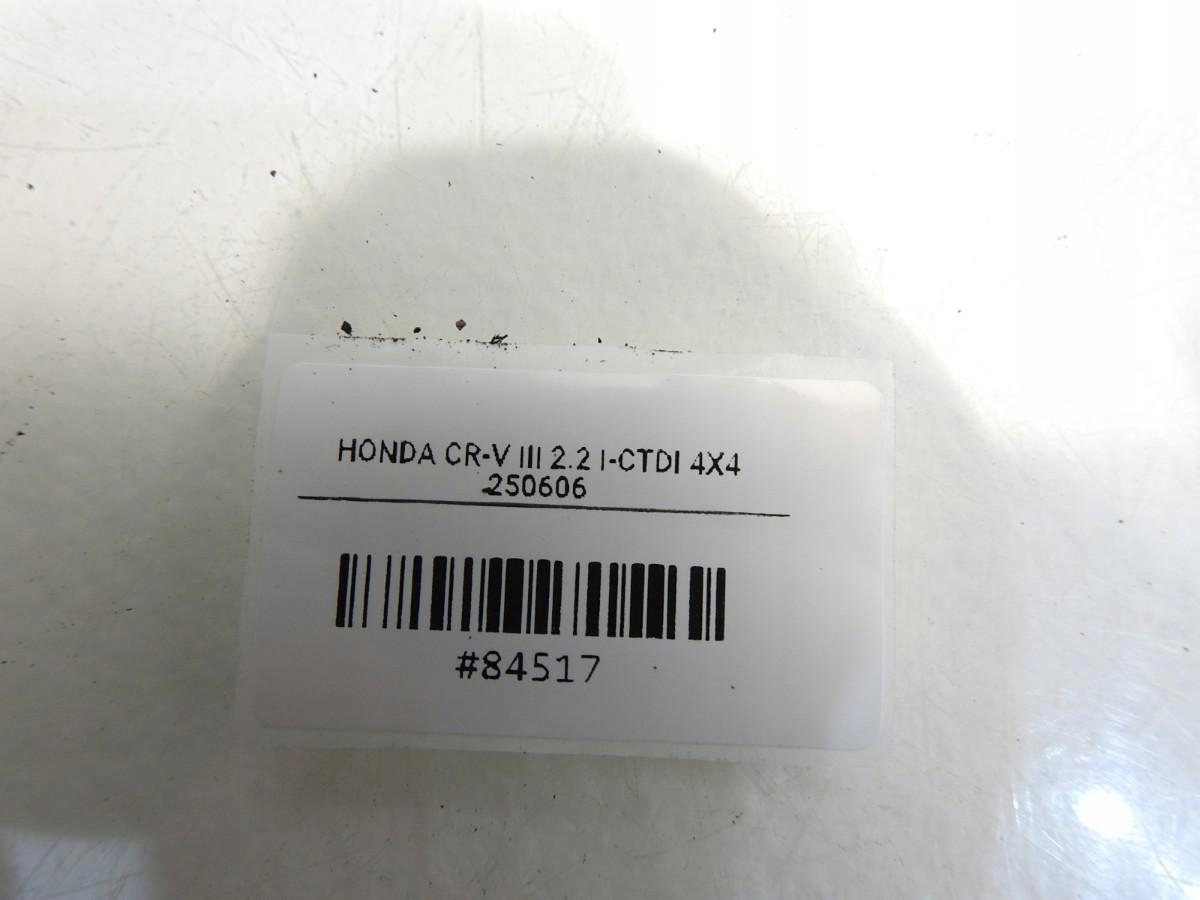 HONDA CR-V III 2.2 I-CTDI 4X4
250606
#84517